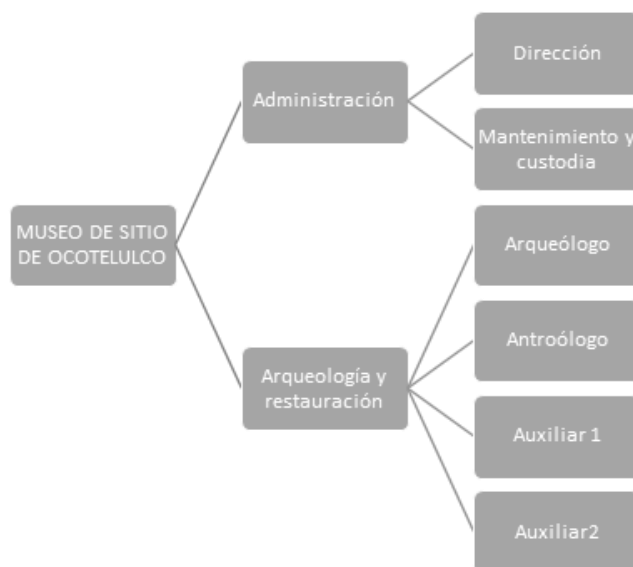 MUSEO DE SITIO
DE OCOTELULCO
Administración
Dirección
Mantenimiento y
custodia
Arqueología y
restauración
Arqueólogo
Antroólogo
Auxiliar 1
Auxiliar2